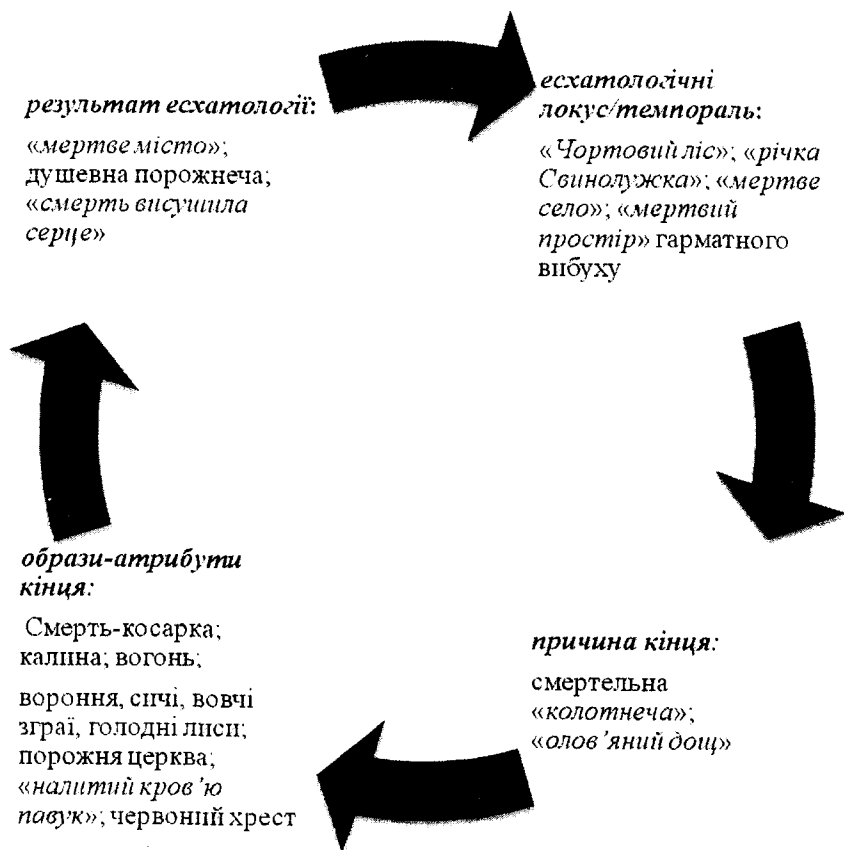 результат есхатології:
«мертве місто»;
душевна порожнеча;
«смерть висушила
серце»
есхатологічні
локус/темпораль:
«Чортовий ліс»; «річка
Свинолужка»; «мертве
село»; «мертвий
простір» гарматного
вибуху
причина кінця:
смертельна
«колотнеча»;
«олов’яний дощ»
образи-атрибути
кінця:
Смерть-косарка;
калина; вогонь;
вороння, сичі, вовчі
зграї, голодні лиси;
порожня церква;
«налитий кров’ю
павук»; червоний хрест